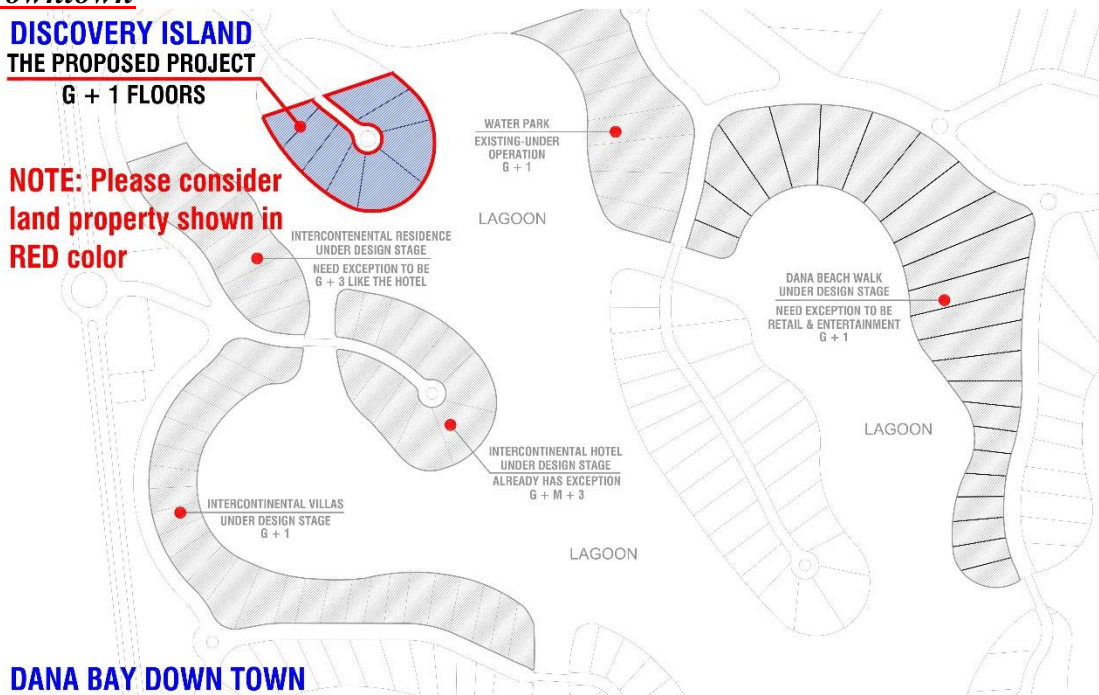 DISCOVERY ISLAND
THE PROPOSED PROJECT
G + 1 FLOORS
NOTE: Please consider
land property shown in
RED color
WATER PARK
EXISTING-UNDER
OPERATION
G + 1
LAGOON
INTERCONTENENTAL RESIDENCE
UNDER DESIGN STAGE
NEED EXCEPTION TO BE
G + 3 LIKE THE HOTEL
DANA BEACH WALK
UNDER DESIGN STAGE
NEED EXCEPTION TO BE
RETAIL & ENTERTAINMENT
G + 1
LAGOON
INTERCONTINENTAL HOTEL
UNDER DESIGN STAGE
ALREADY HAS EXCEPTION
G + M + 3
INTERCONTINENTAL VILLAS
UNDER DESIGN STAGE
G + 1
LAGOON
DANA BAY DOWN TOWN